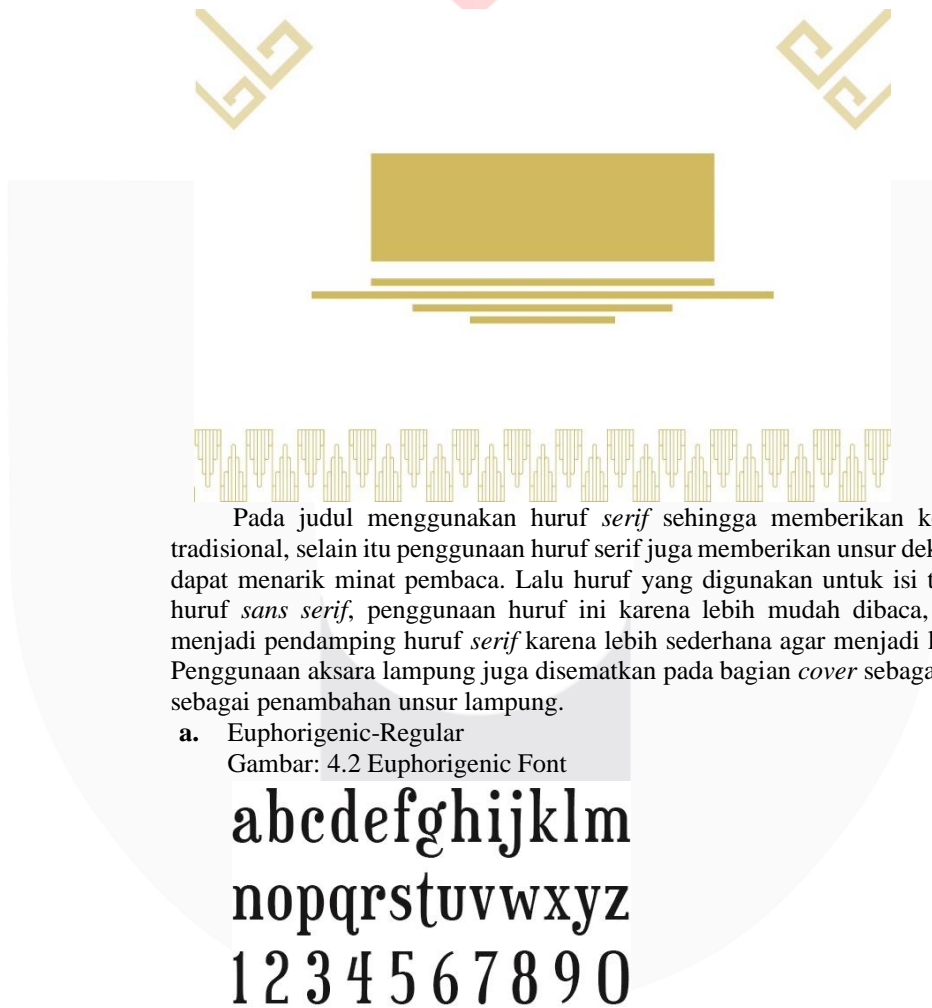 Pada judul menggunakan huruf serif sehingga memberikan
tradisional, selain itu penggunaan huruf serif juga memberikan unsur
dapat menarik minat pembaca. Lalu huruf yang digunakan untuk isi
huruf sans serif, penggunaan huruf ini karena lebih mudah dibaca,
menjadi pendamping huruf serif karena lebih sederhana agar menjadi
Penggunaan aksara lampung juga disematkan pada bagian cover
sebagai penambahan unsur lampung.
a. Euphorigenic-Regular
Gambar: 4.2 Euphorigenic Font
abcdefghijklm
nopqrstuvwxyz
1234567890